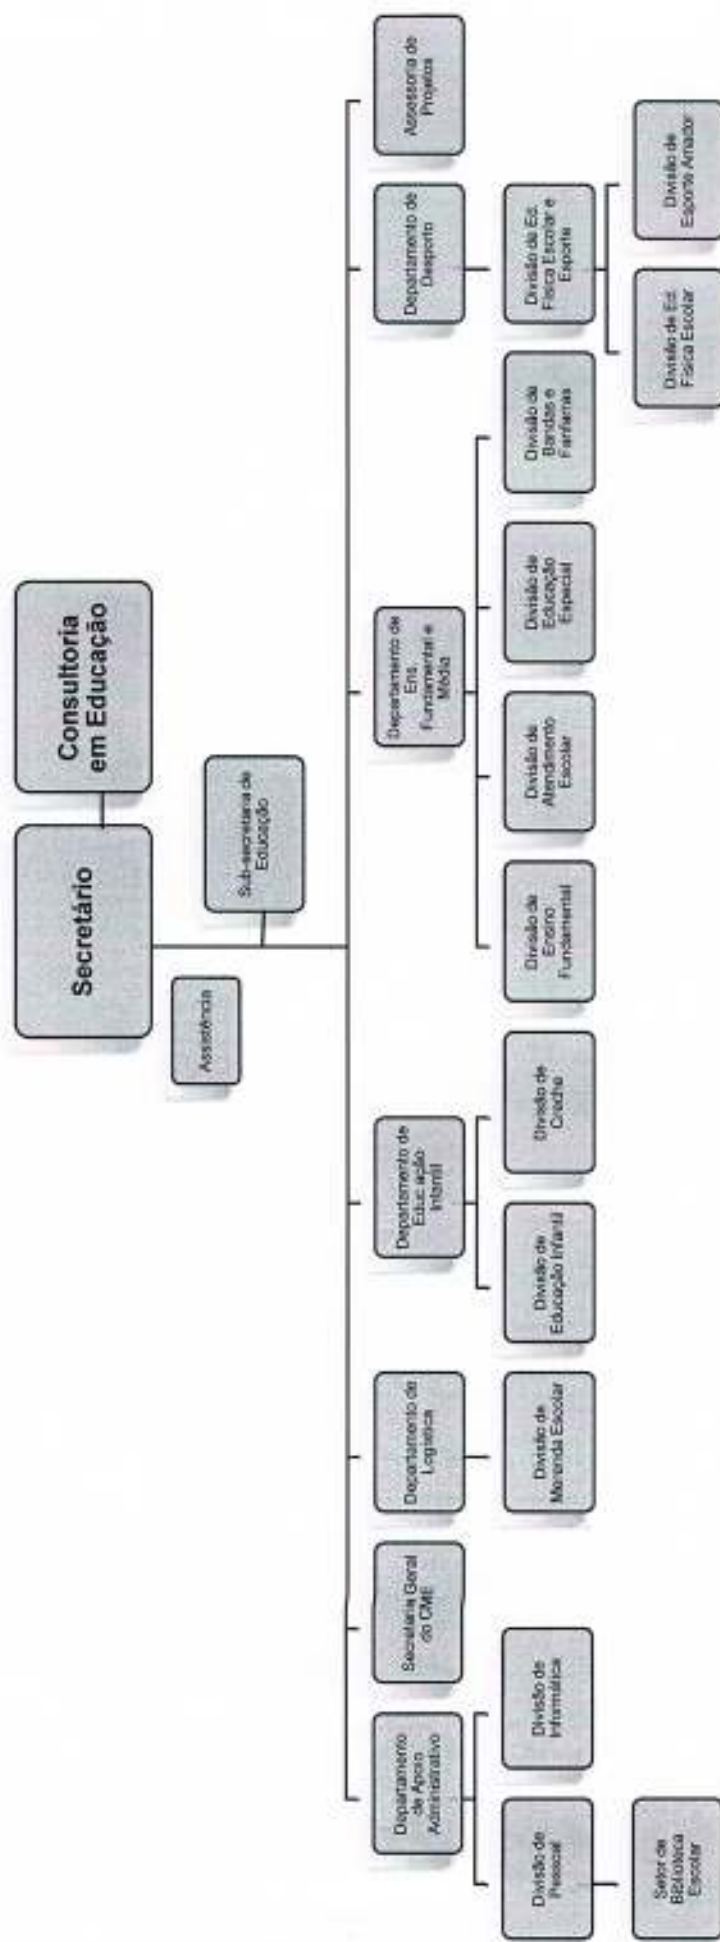 Secretário
Consultoria
em Educação
Assistência
Sub-secretaria de
Educação
Departamento
de Apoio
Administrativo
Secretaria Geral
do CME
Departamento de
Logística
Departamento de
Educ ação
Infantil
Departamento de
Ens.
Fundamental e
Média
Departamento de
Desporto
Assessoria de
Projetos
Divisão de
Pessoal
Divisão de
Informática
Divisão de
Merenda Escolar
Divisão de
Educação Infantil
Divisão de
Creche
Divisão de
Ensino
Fundamental
Divisão de
Atendimento
Escolar
Divisão de
Educação
Especial
Divisão de
Bandas e
Fanfarras
Divisão de Ed.
Física Escolar e
Esporte
Setor de
Biblioteca
Escolar
Divisão de Ed.
Física Escolar
Divisão de
Esporte Amador